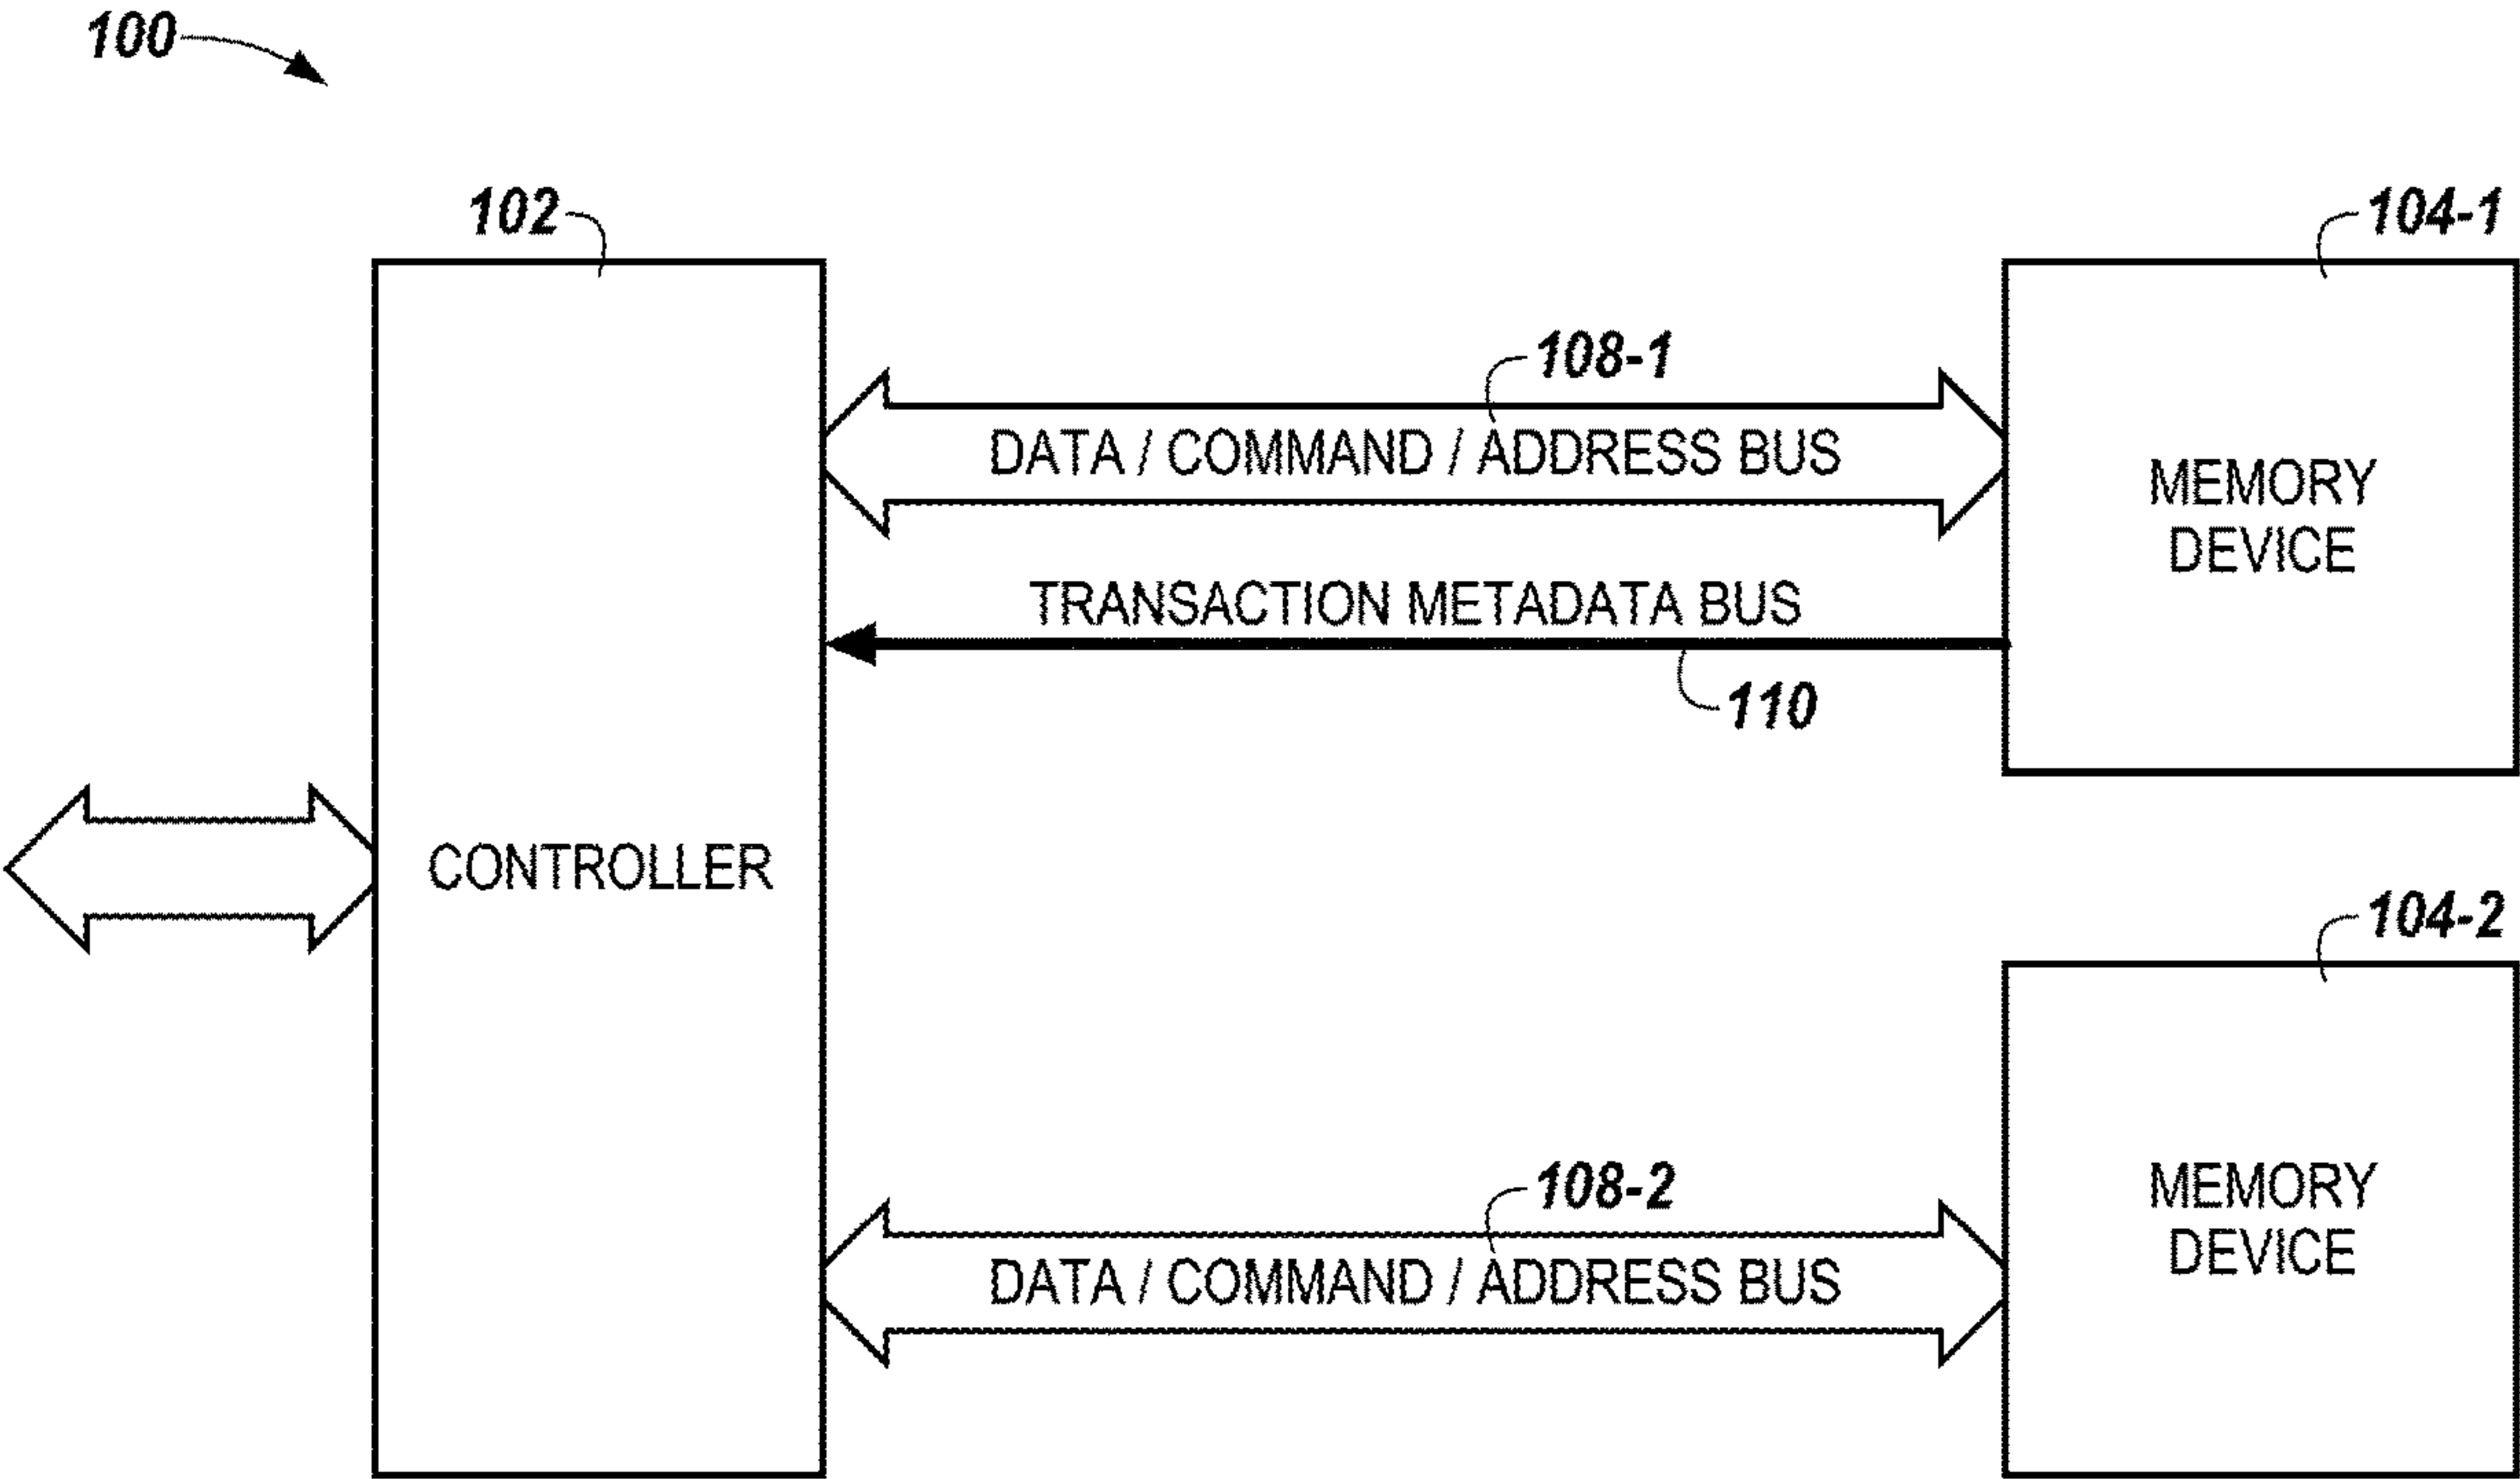 100
102
104-1
108-1
DATA / COMMAND / ADDRESS BUS
MEMORY
DEVICE
TRANSACTION METADATA BUS
110
CONTROLLER
104-2
108-2
DATA / COMMAND / ADDRESS BUS
MEMORY
DEVICE